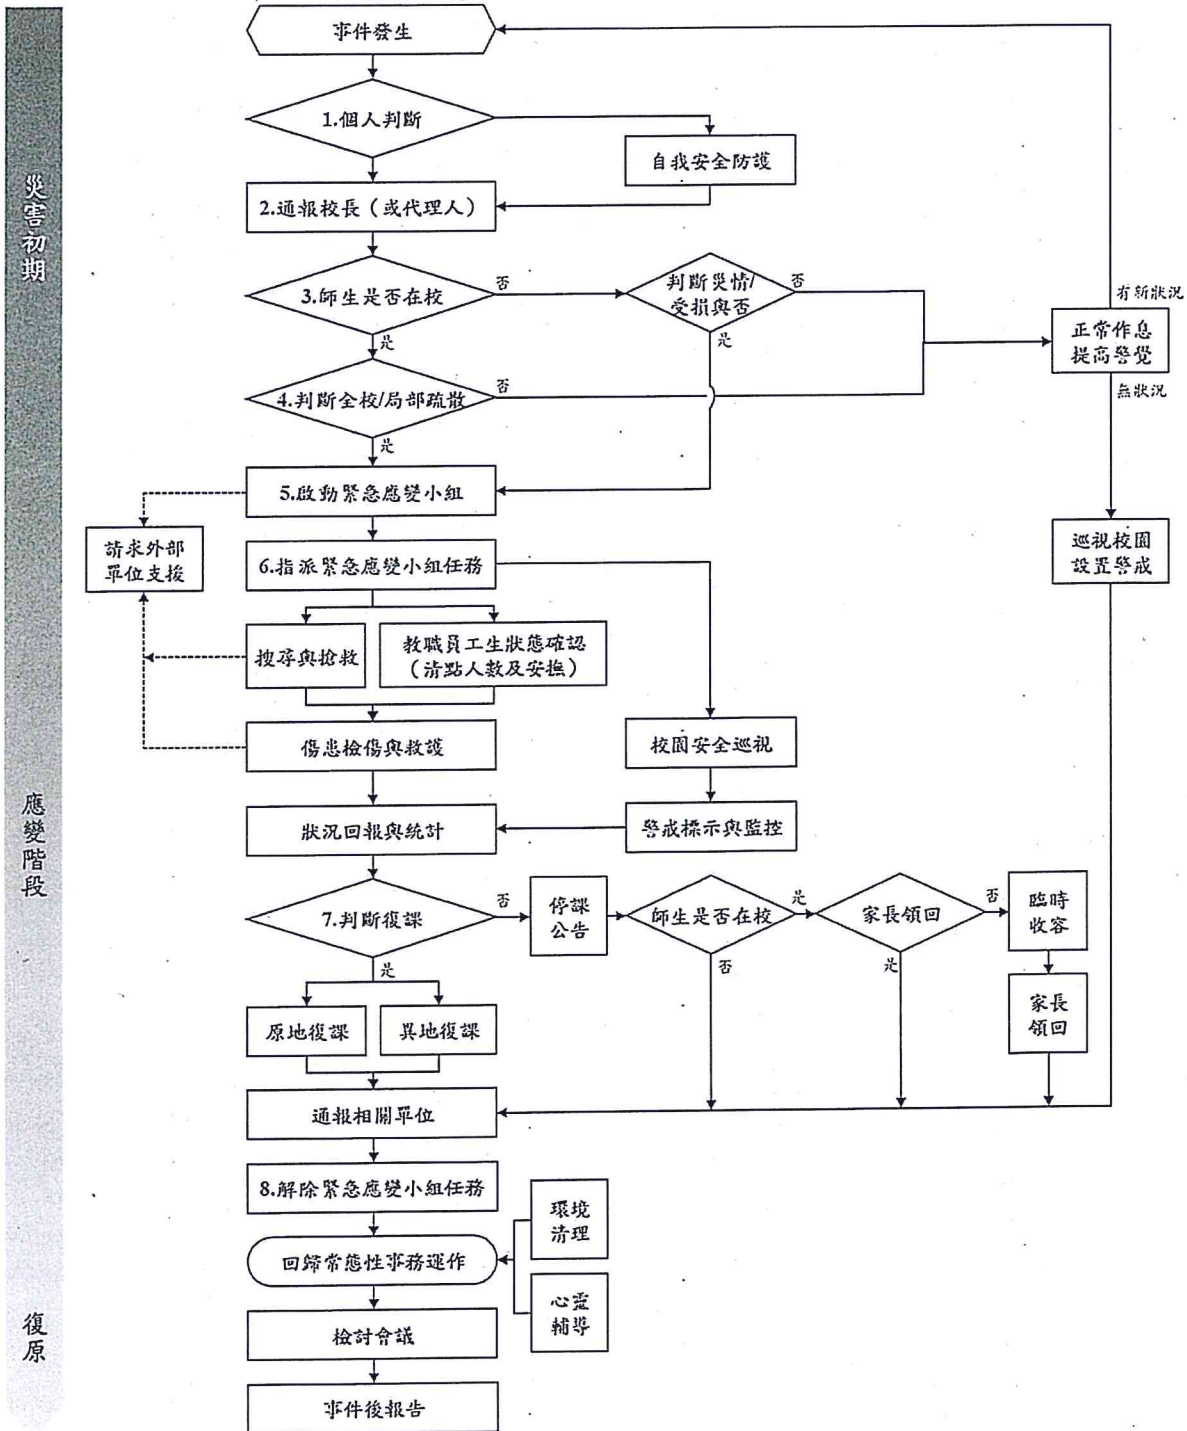 災害初期
應變階段
復原
事件發生
1.個人判斷
自我安全防護
2.通報校長（或代理人）
3.師生是否在校
否
是
判斷災情/
受損與否
否
是
有新狀況
正常作息
提高警覺
無狀況
4.判斷全校/局部疏散
否
是
5.啟動緊急應變小組
請求外部
單位支援
6.指派緊急應變小組任務
巡視校園
設置警戒
搜尋與搶救
教職員工生狀態確認
（清點人數及安撫）
傷患檢傷與救護
校園安全巡視
狀況回報與統計
警戒標示與監控
7.判斷復課
否
是
停課
公告
師生是否在校
是
否
家長領回
否
是
臨時
收容
家長
領回
原地復課
異地復課
通報相關單位
8.解除緊急應變小組任務
環境
清理
回歸常態性事務運作
心靈
輔導
檢討會議
事件後報告